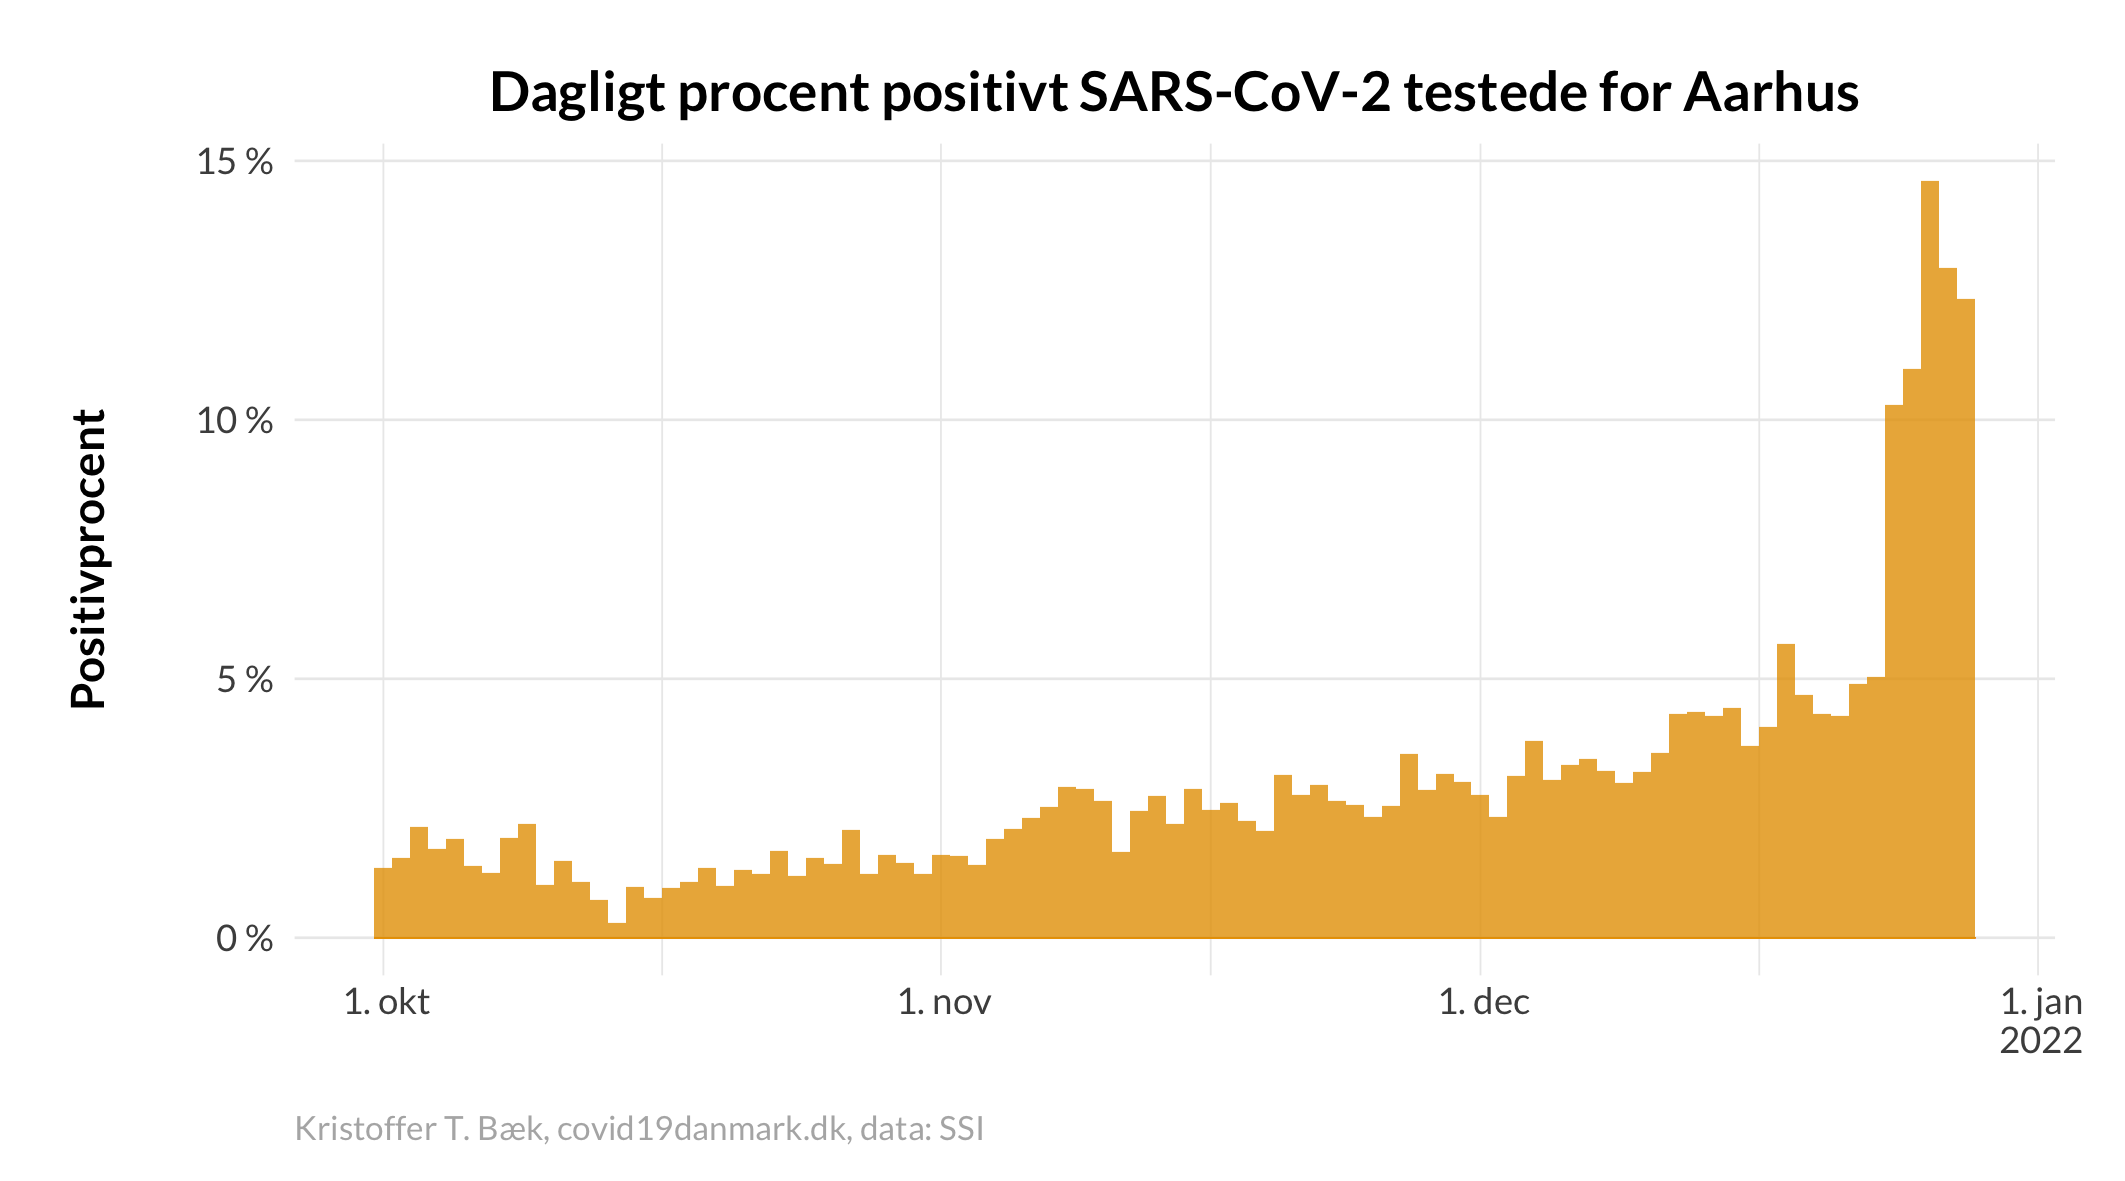 Dagligt procent positivt SARS-CoV-2 testede for Aarhus
Positivprocent
15 %
10 %
5 %
0 %
1. okt
1. nov
1. dec
1. jan
2022
Kristoffer T. Bæk, covid19danmark.dk, data: SSI